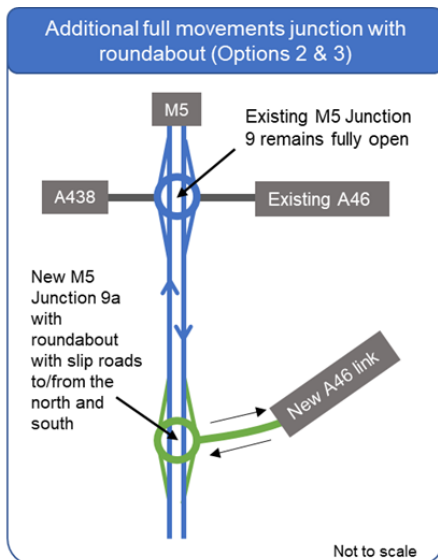 Additional full movements junction with
roundabout (Options 2 & 3)
M5
Existing M5 Junction
9 remains fully open
A438
Existing A46
New M5
Junction 9a
with
roundabout
with slip roads
to/from the
north and
south
New A46 link
Not to scale